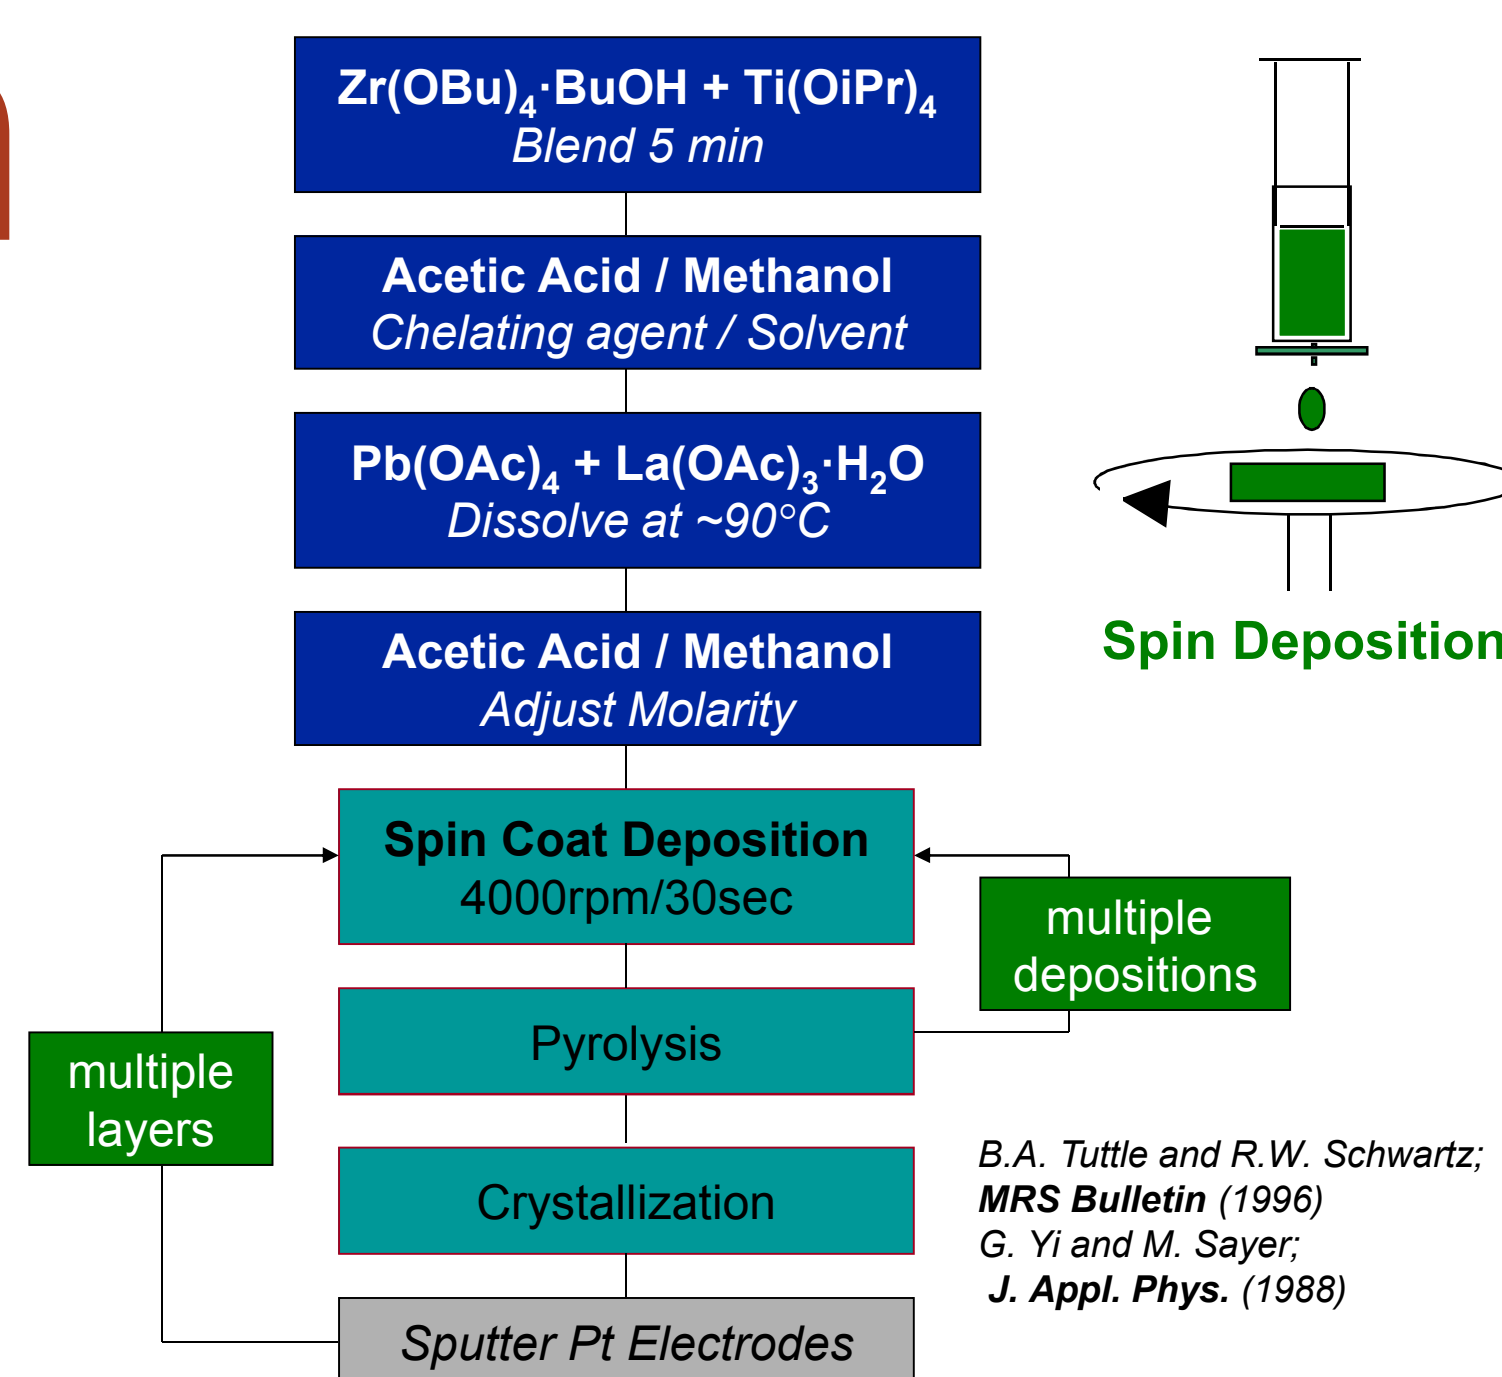 Zr(OBu)₄·BuOH + Ti(OiPr)₄
Blend 5 min
Acetic Acid / Methanol
Chelating agent / Solvent
Pb(OAc)₄ + La(OAc)₃·H₂O
Dissolve at ~90°C
Acetic Acid / Methanol
Adjust Molarity
Spin Deposition
Spin Coat Deposition
4000rpm/30sec
multiple
depositions
Pyrolysis
multiple
layers
Crystallization
Sputter Pt Electrodes
B.A. Tuttle and R.W. Schwartz;
MRS Bulletin (1996)
G. Yi and M. Sayer;
J. Appl. Phys. (1988)